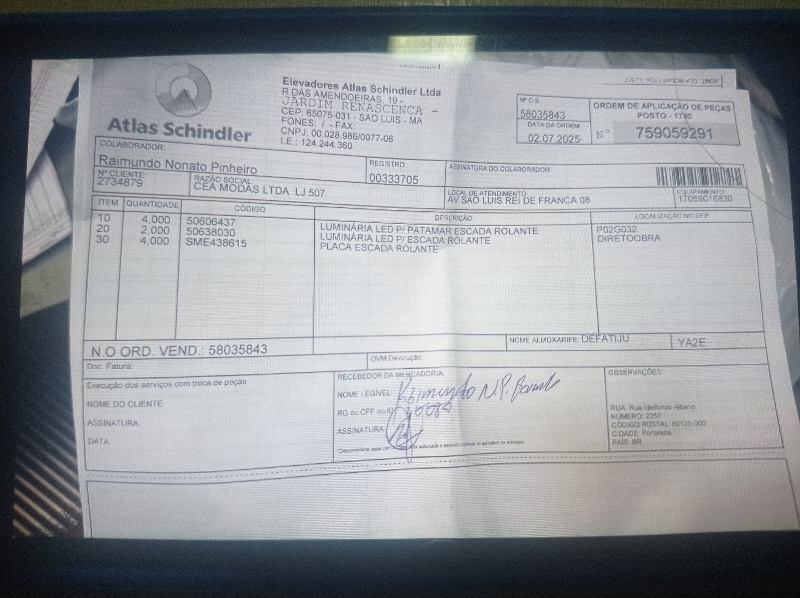 Atlas Schindler
Elevadores Atlas Schindler Ltda
R DAS AMENDOEIRAS, 19 -
JARDIM RENASCENCA -
CEP: 65075-031 - SAO LUIS - MA
FONES: / - FAX:
CNPJ: 00.028.986/0077-06
I.E : 124.244.360
Nº O.S.
58035843
DATA DA ORDEM
02.07.2025
ORDEM DE APLICAÇÃO DE PEÇAS
POSTO - 1780
Nº 759059291
COLABORADOR:
Raimundo Nonato Pinheiro
REGISTRO:
00333705
ASSINATURA DO COLABORADOR:
Nº CLIENTE:
2734879
RAZÃO SOCIAL:
CEA MODAS LTDA LJ 507
LOCAL DE ATENDIMENTO:
AV SAO LUIS REI DE FRANCA 08
EQUIPAMENTO:
17059016830
ITEM QUANTIDADE CÓDIGO DESCRIÇÃO LOCALIZAÇÃO NO DEP.
10 4,000 50606437 LUMINÁRIA LED P/ PATAMAR ESCADA ROLANTE P02G032
20 2,000 50638030 LUMINÁRIA LED P/ ESCADA ROLANTE DIRETOOBRA
30 4,000 SME438615 PLACA ESCADA ROLANTE
N.O ORD. VEND.: 58035843
NOME ALMOXARIFE: DEFATIJU
YA2E
Doc. Fatura:
OVM Devolução:
Execução dos serviços com troca de peças
NOME DO CLIENTE:
ASSINATURA:
DATA:
RECEBEDOR DA MERCADORIA:
NOME LEGÍVEL: Raimundo N.P.
RG ou CPF ou ID
ASSINATURA:
OBSERVAÇÕES:
RUA: Rua Ildefonso Albano
NÚMERO: 2257
CÓDIGO POSTAL: 60125-000
CIDADE: Fortaleza
PAÍS: BR